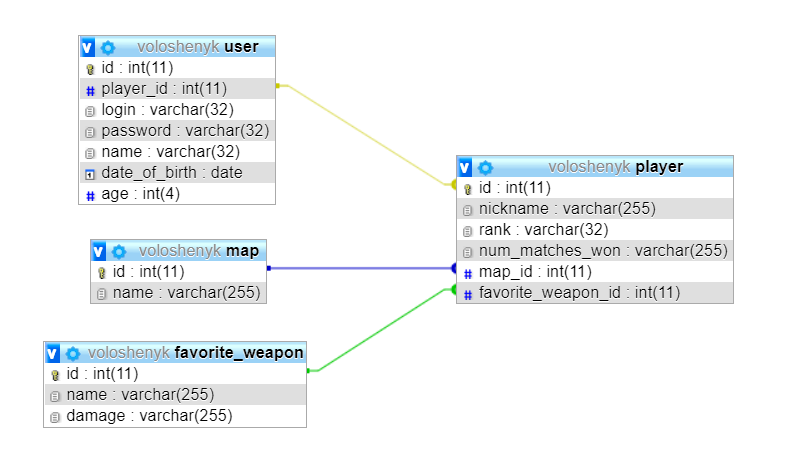 voloshenyk user
id : int(11)
player_id : int(11)
login : varchar(32)
password : varchar(32)
name : varchar(32)
date_of_birth : date
age : int(4)
voloshenyk player
id : int(11)
nickname : varchar(255)
rank : varchar(32)
num_matches_won : varchar(255)
map_id : int(11)
favorite_weapon_id : int(11)
voloshenyk map
id : int(11)
name : varchar(255)
voloshenyk favorite_weapon
id : int(11)
name : varchar(255)
damage : varchar(255)